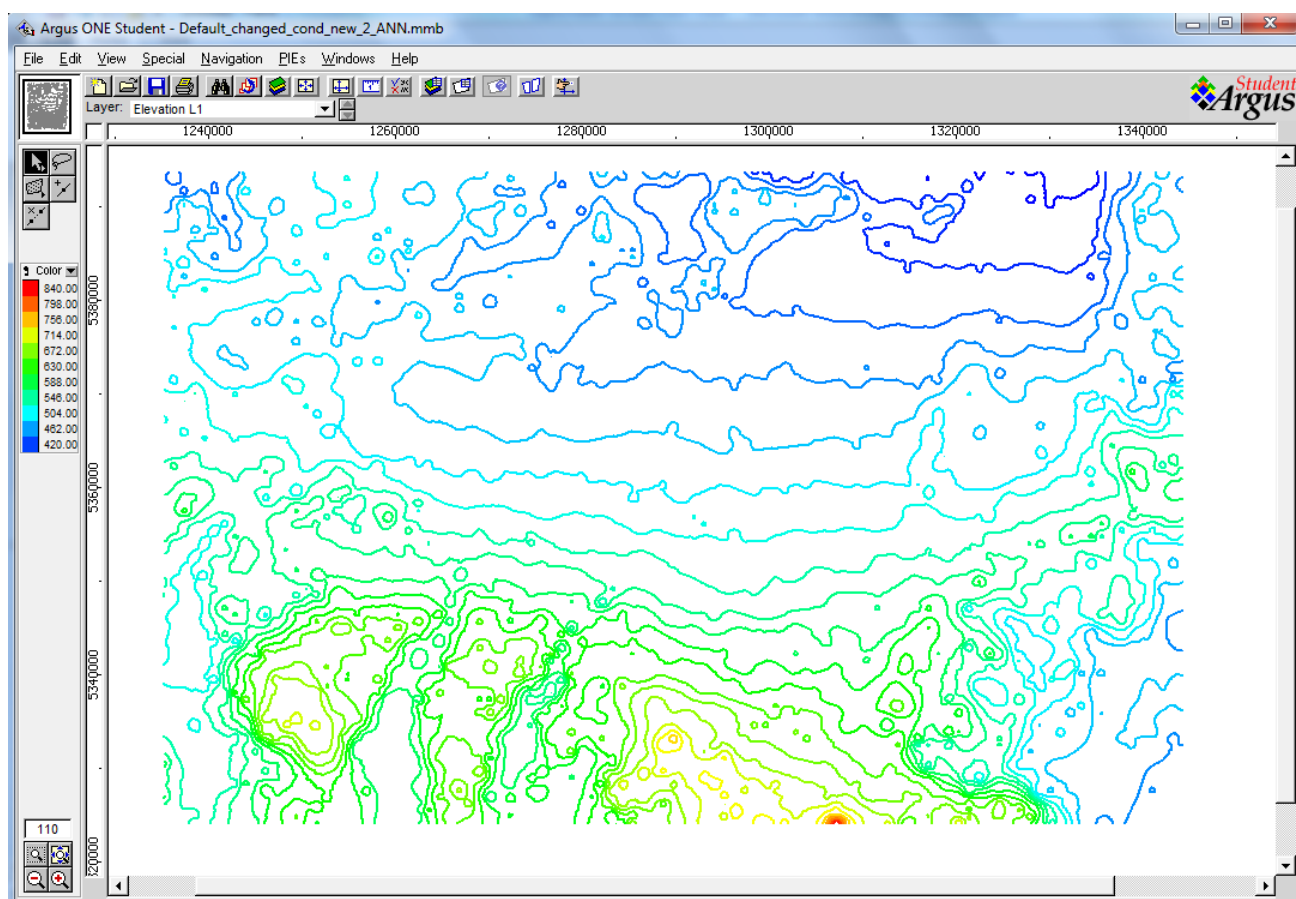 Argus ONE Student - Default_changed_cond_new_2_ANN.mmb
File Edit View Special Navigation PIEs Windows Help
Layer: Elevation L1
Student
Argus
1240000 1260000 1280000 1300000 1320000 1340000
Color
840.00
798.00
756.00
714.00
672.00
630.00
588.00
546.00
504.00
462.00
420.00
5380000
5360000
5340000
5320000
110